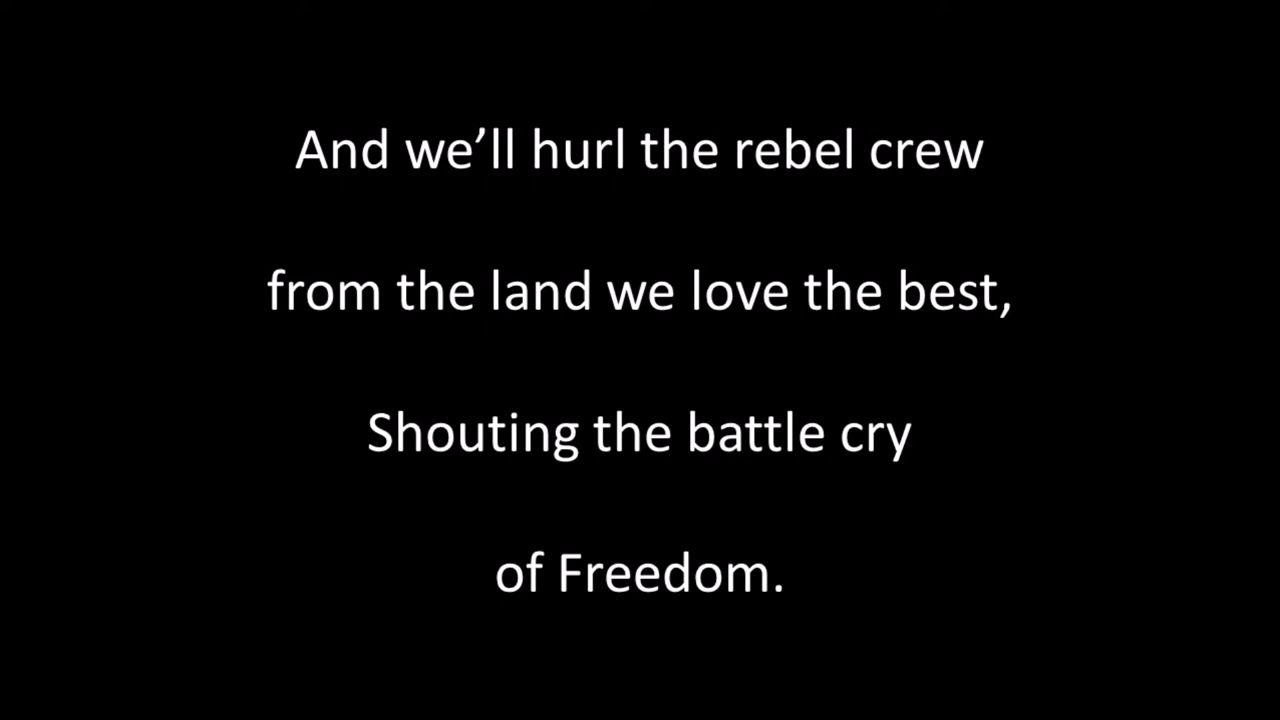 And we’ll hurl the rebel crew
from the land we love the best,
Shouting the battle cry
of Freedom.